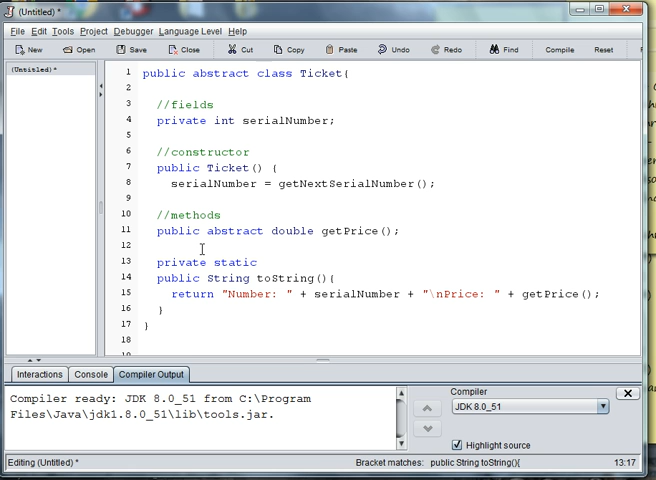 (Untitled) *
File Edit Tools Project Debugger Language Level Help
New Open Save Close Cut Copy Paste Undo Redo Find Compile Reset
(Untitled) *
1 public abstract class Ticket{
2
3 //fields
4 private int serialNumber;
5
6 //constructor
7 public Ticket() {
8 serialNumber = getNextSerialNumber();
9
10 //methods
11 public abstract double getPrice();
12
13 private static
14 public String toString(){
15 return "Number: " + serialNumber + "\nPrice: " + getPrice();
16 }
17 }
18
Interactions Console Compiler Output
Compiler ready: JDK 8.0_51 from C:\Program
Files\Java\jdk1.8.0_51\lib\tools.jar.
Compiler
JDK 8.0_51
Highlight source
Editing (Untitled) * Bracket matches: public String toString(){ 13:17